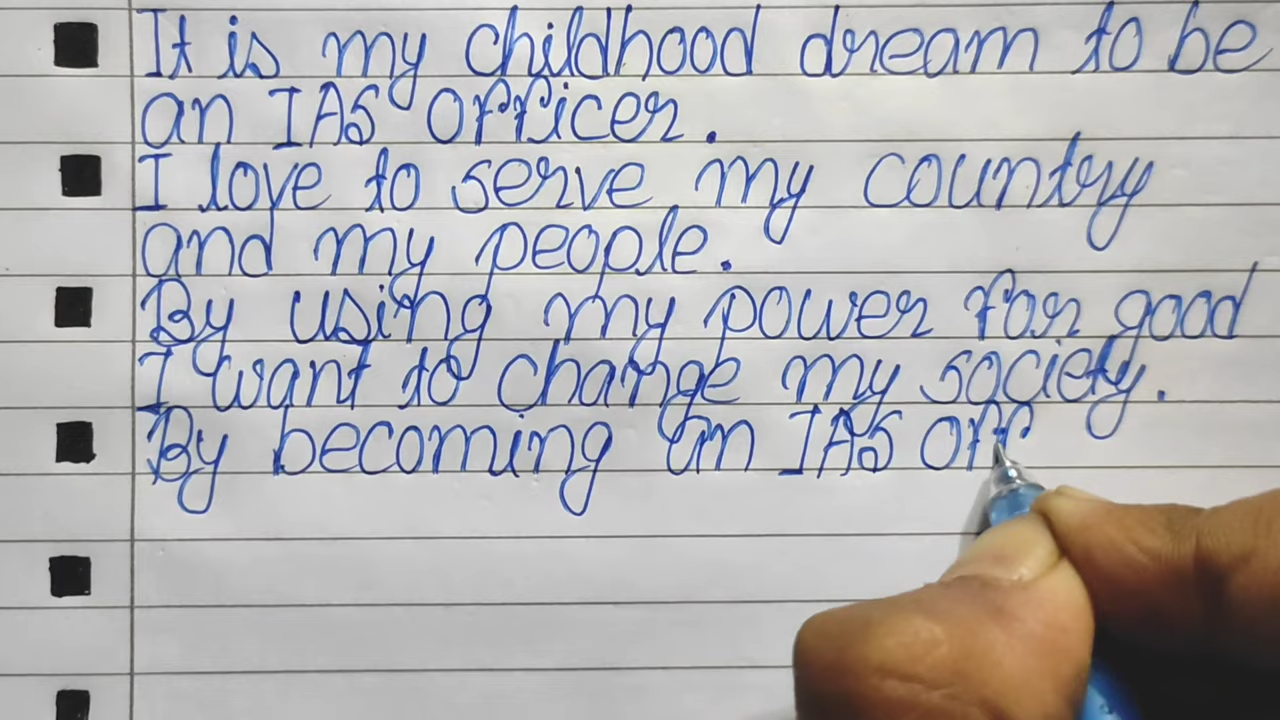 It is my childhood dream to be
an IAS Officer.
I love to serve my country
and my people.
By using my power for good
I want to change my society.
By becoming an IAS Off